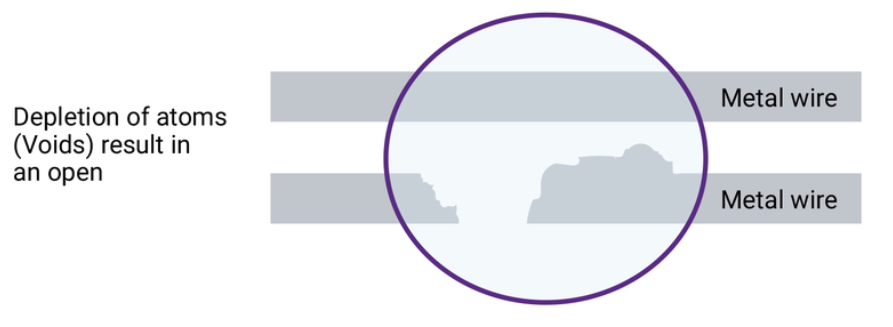 Depletion of atoms
(Voids) result in
an open
Metal wire
Metal wire